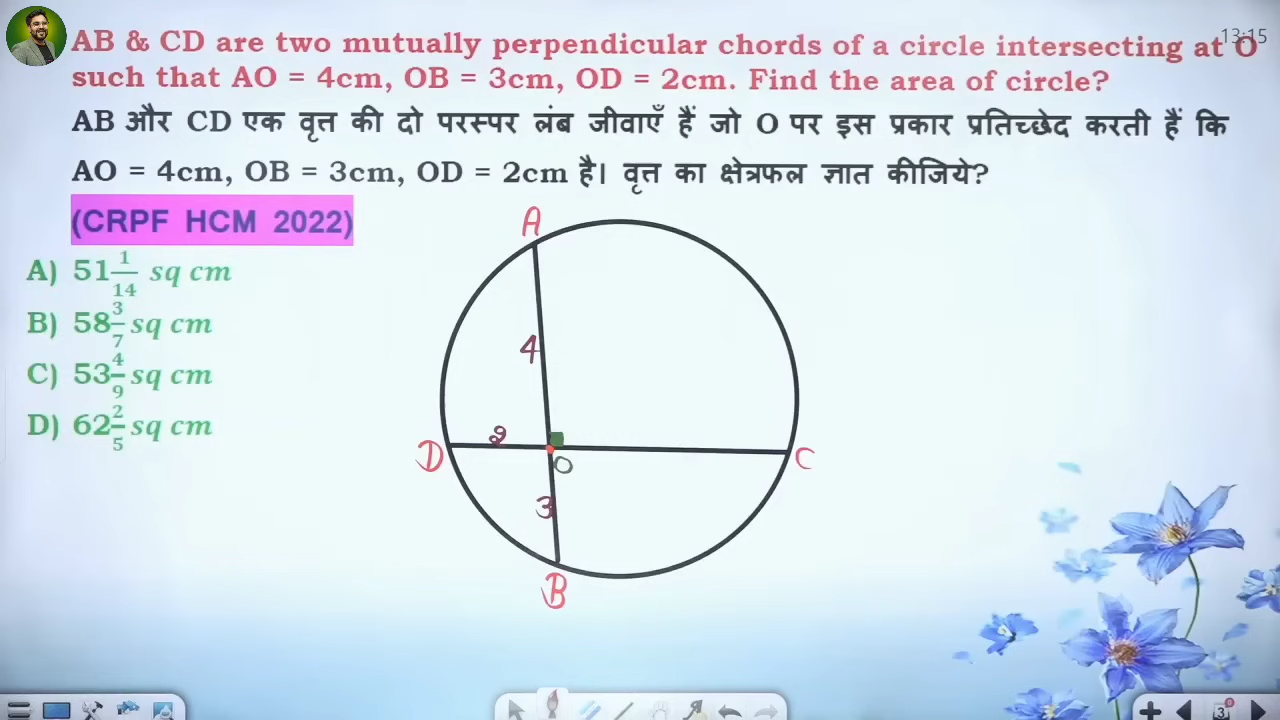 13:15
AB & CD are two mutually perpendicular chords of a circle intersecting at O
such that AO = 4cm, OB = 3cm, OD = 2cm. Find the area of circle?
AB और CD एक वृत्त की दो परस्पर लंब जीवाएँ हैं जो O पर इस प्रकार प्रतिच्छेद करती हैं कि
AO = 4cm, OB = 3cm, OD = 2cm है। वृत्त का क्षेत्रफल ज्ञात कीजिये?
(CRPF HCM 2022)
A) 51 1/14 sq cm
B) 58 3/7 sq cm
C) 53 4/9 sq cm
D) 62 2/5 sq cm
A
4
2
D
O
C
3
B
3